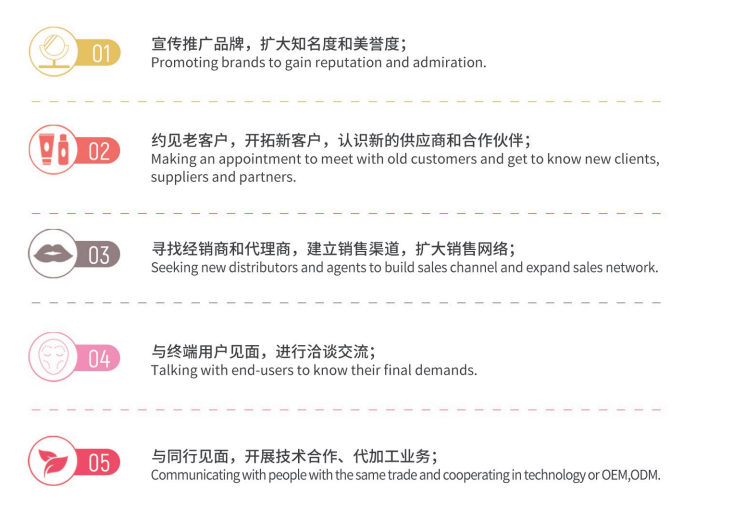 01
宣传推广品牌，扩大知名度和美誉度；
Promoting brands to gain reputation and admiration.
02
约见老客户，开拓新客户，认识新的供应商和合作伙伴；
Making an appointment to meet with old customers and get to know new clients,
suppliers and partners.
03
寻找经销商和代理商，建立销售渠道，扩大销售网络；
Seeking new distributors and agents to build sales channel and expand sales network.
04
与终端用户见面，进行洽谈交流；
Talking with end-users to know their final demands.
05
与同行见面，开展技术合作、代加工业务；
Communicating with people with the same trade and cooperating in technology or OEM,ODM.